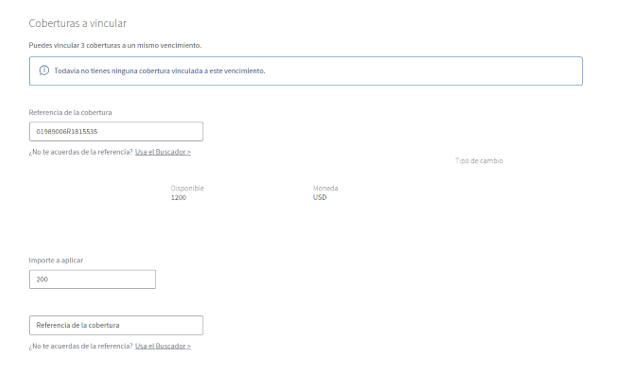 Coberturas a vincular
Puedes vincular 3 coberturas a un mismo vencimiento.
Todavía no tienes ninguna cobertura vinculada a este vencimiento.
Referencia de la cobertura
01989006R1815535
¿No te acuerdas de la referencia? Usa el Buscador >
Tipo de cambio
Disponible
1200
Moneda
USD
Importe a aplicar
200
Referencia de la cobertura
¿No te acuerdas de la referencia? Usa el Buscador >